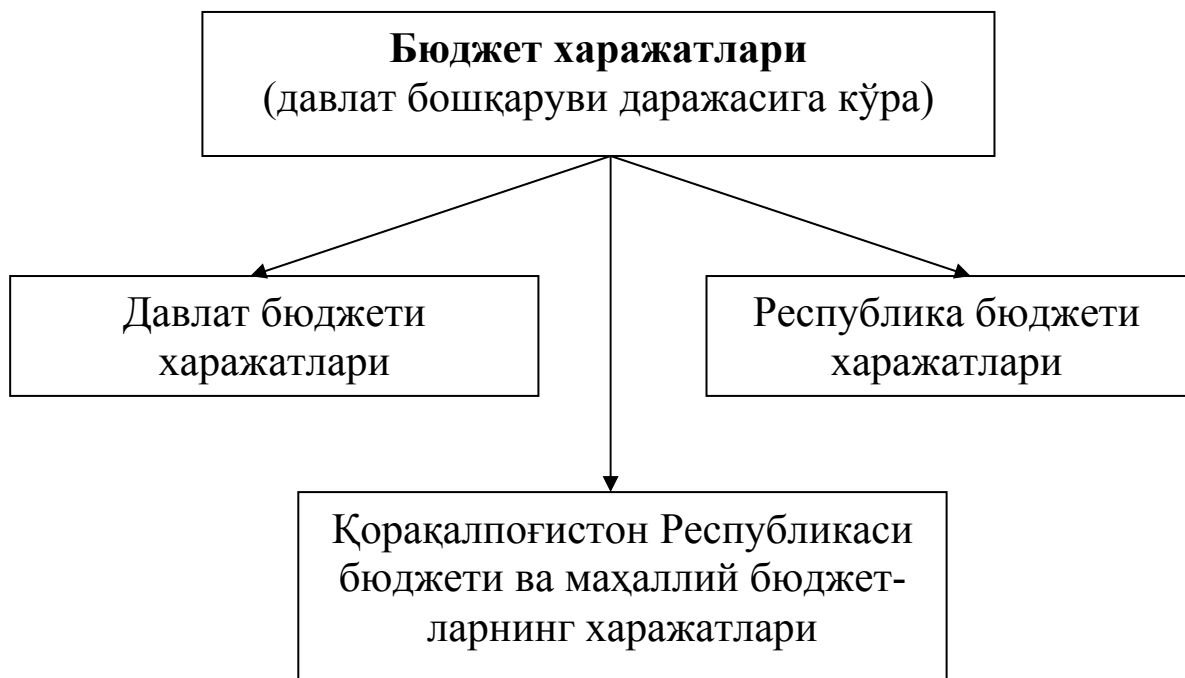 Бюджет харажатлари
(давлат бошқаруви даражасига кўра)
Давлат бюджети
харажатлари
Республика бюджети
харажатлари
Қорақалпоғистон Республикаси
бюджети ва маҳаллий бюджет-
ларнинг харажатлари